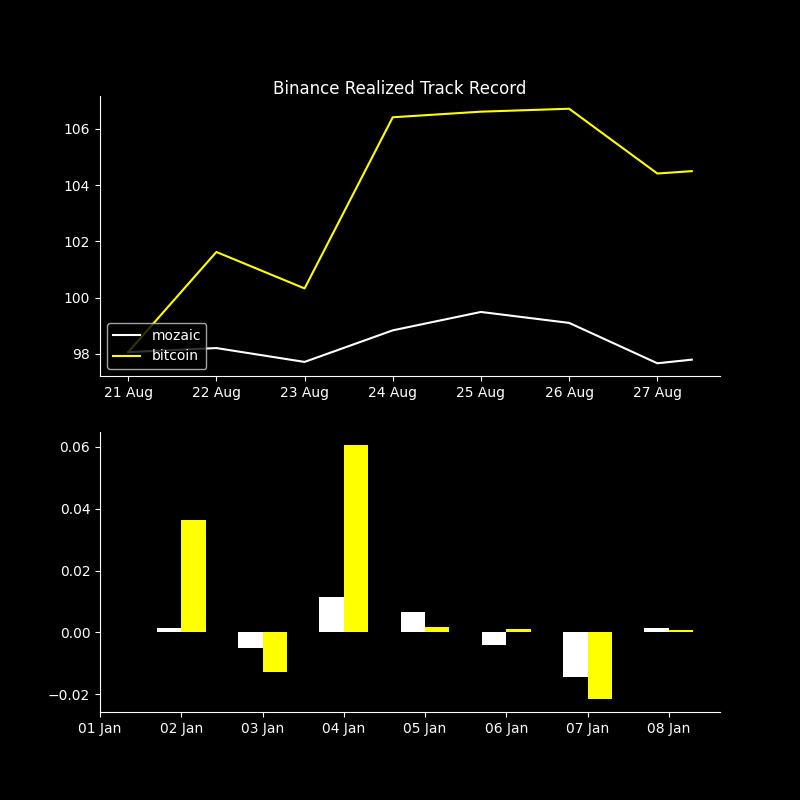 Binance Realized Track Record
106
104
102
100
98
mozaic
bitcoin
21 Aug 22 Aug 23 Aug 24 Aug 25 Aug 26 Aug 27 Aug
0.06
0.04
0.02
0.00
−0.02
01 Jan 02 Jan 03 Jan 04 Jan 05 Jan 06 Jan 07 Jan 08 Jan